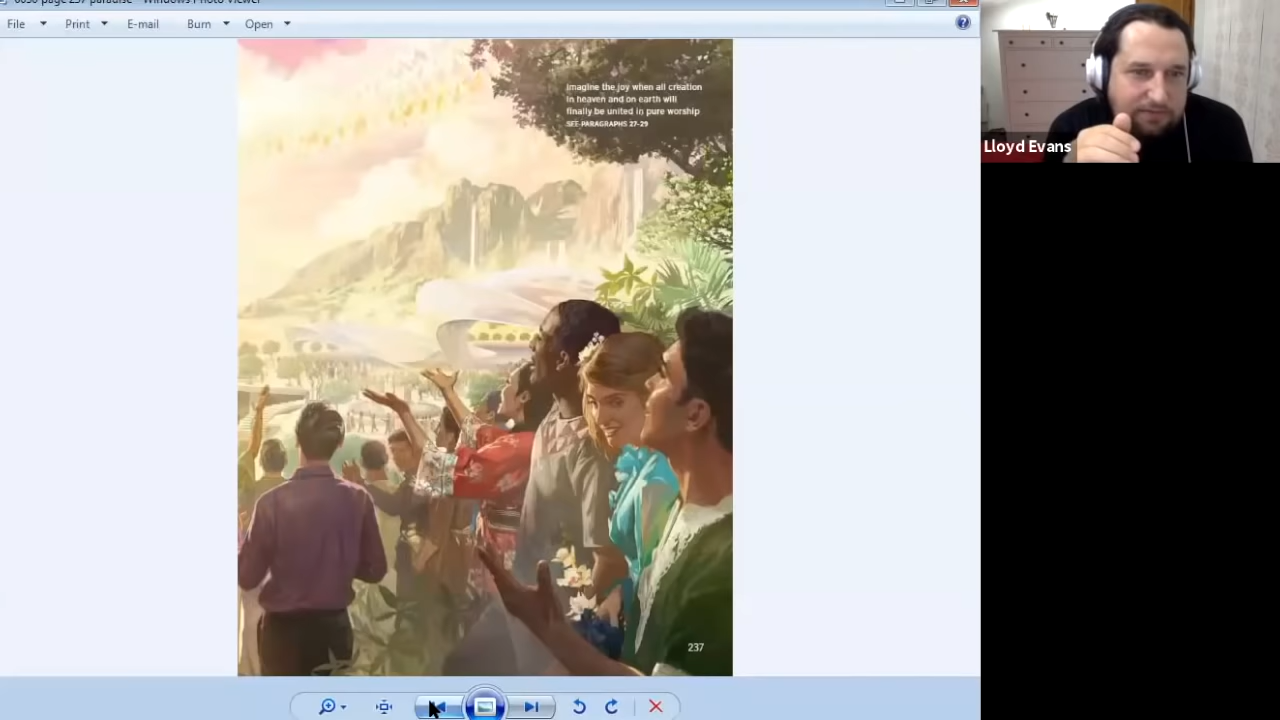 File
Print
E-mail
Burn
Open
Imagine the joy when all creation
in heaven and on earth will
finally be united in pure worship
SEE PARAGRAPHS 27-29
Lloyd Evans
237